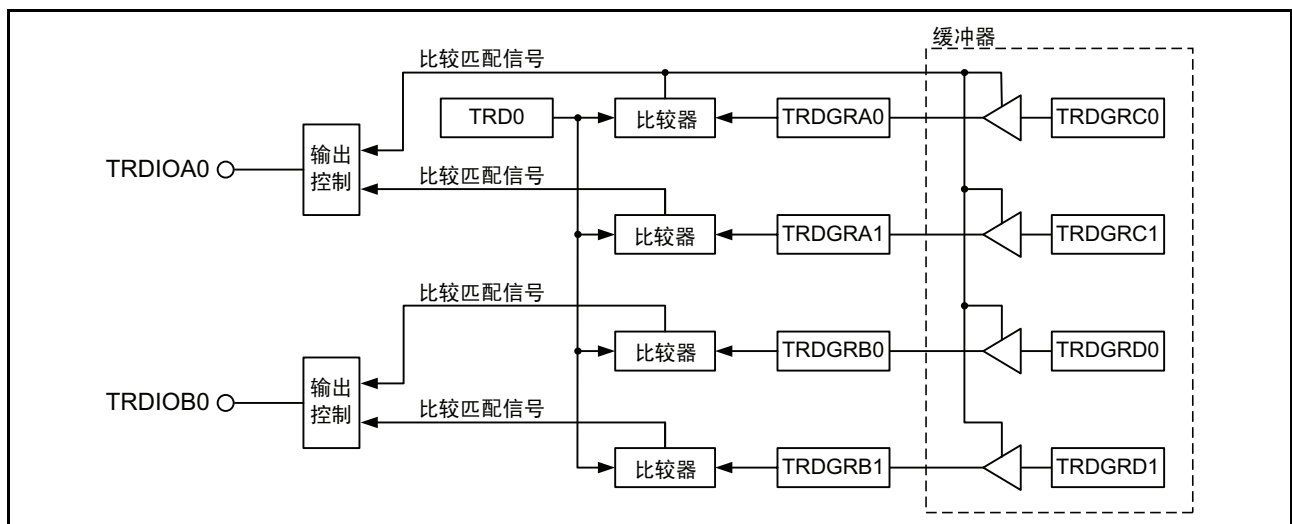 缓冲器
比较匹配信号
TRD0
比较器
TRDGRA0
TRDGRC0
TRDIOA0
输出
控制
比较匹配信号
比较器
TRDGRA1
TRDGRC1
比较匹配信号
比较器
TRDGRB0
TRDGRD0
TRDIOB0
输出
控制
比较匹配信号
比较器
TRDGRB1
TRDGRD1